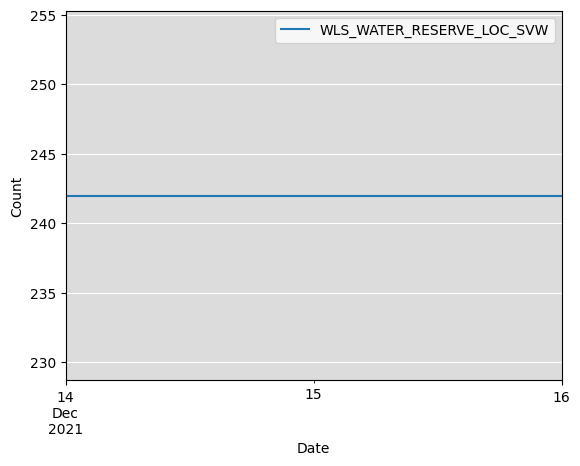 WLS_WATER_RESERVE_LOC_SVW
255
250
245
240
235
230
Count
14
Dec
2021
15
16
Date